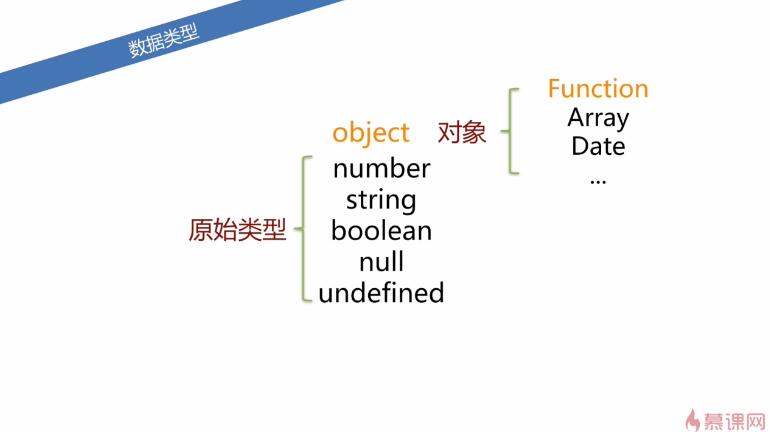 数据类型
object 对象
Function
Array
Date
...
原始类型
number
string
boolean
null
undefined
慕课网